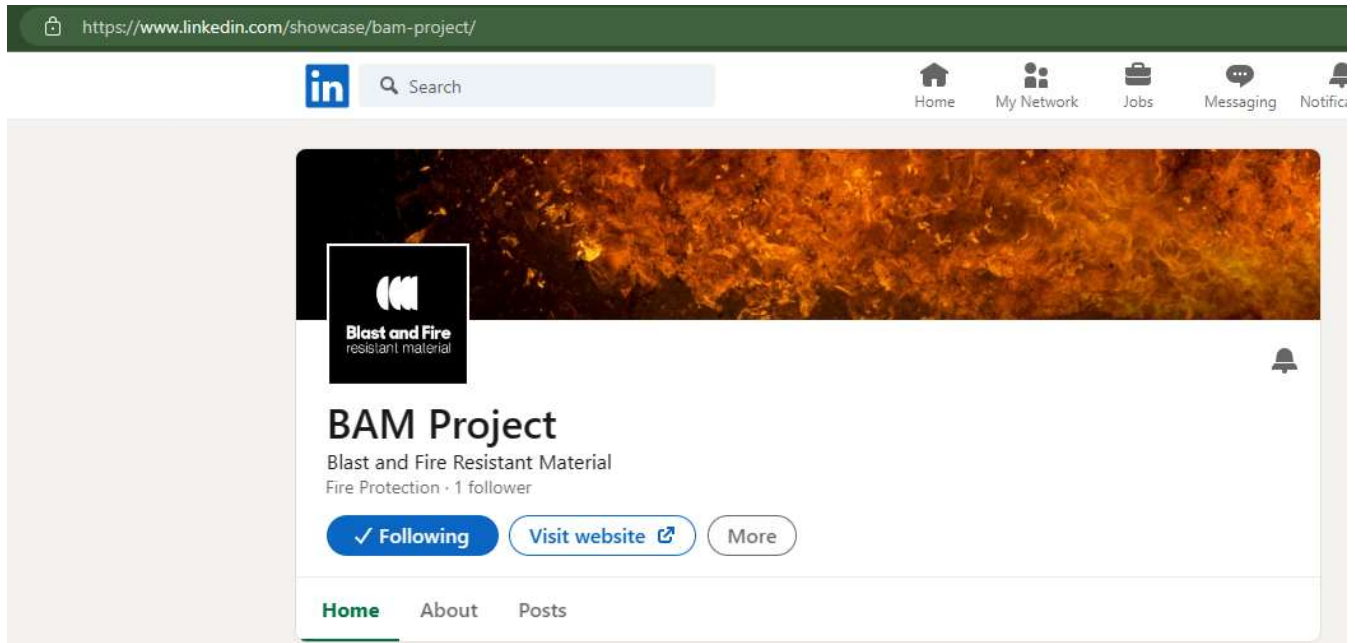 https://www.linkedin.com/showcase/bam-project/
in
Search
Home
My Network
Jobs
Messaging
Notifica
Blast and Fire
resistant material
BAM Project
Blast and Fire Resistant Material
Fire Protection · 1 follower
✓ Following
Visit website
More
Home About Posts